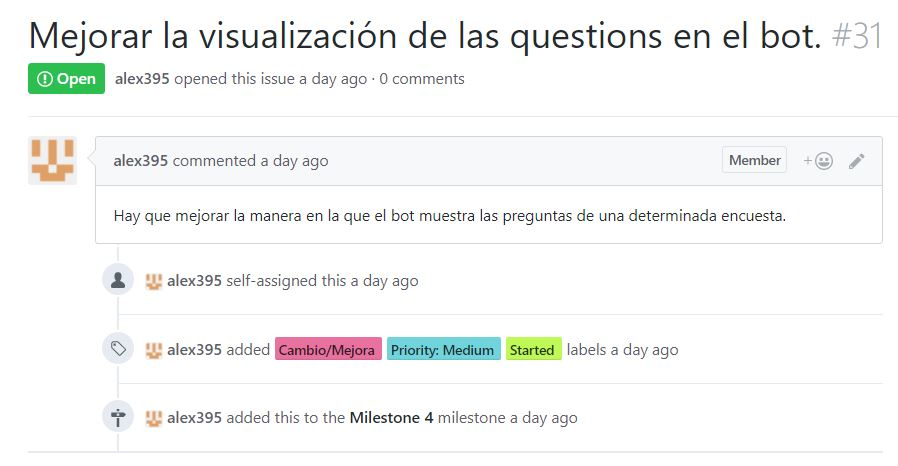 Mejorar la visualización de las questions en el bot. #31
Open alex395 opened this issue a day ago · 0 comments
alex395 commented a day ago Member +
Hay que mejorar la manera en la que el bot muestra las preguntas de una determinada encuesta.
alex395 self-assigned this a day ago
alex395 added Cambio/Mejora Priority: Medium Started labels a day ago
alex395 added this to the Milestone 4 milestone a day ago